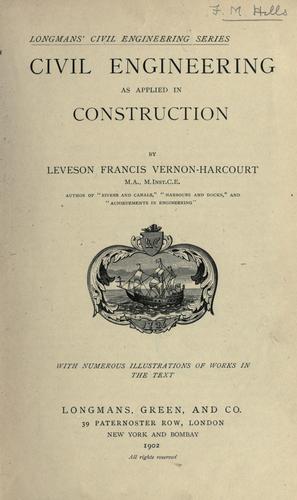 F. M. Hills
LONGMANS' CIVIL ENGINEERING SERIES
CIVIL ENGINEERING
AS APPLIED IN
CONSTRUCTION
BY
LEVESON FRANCIS VERNON-HARCOURT
M.A., M.INST.C.E.
AUTHOR OF "RIVERS AND CANALS," "HARBOURS AND DOCKS," AND
"ACHIEVEMENTS IN ENGINEERING"
1726
WITH NUMEROUS ILLUSTRATIONS OF WORKS IN
THE TEXT
LONGMANS, GREEN, AND CO.
39 PATERNOSTER ROW, LONDON
NEW YORK AND BOMBAY
1902
All rights reserved